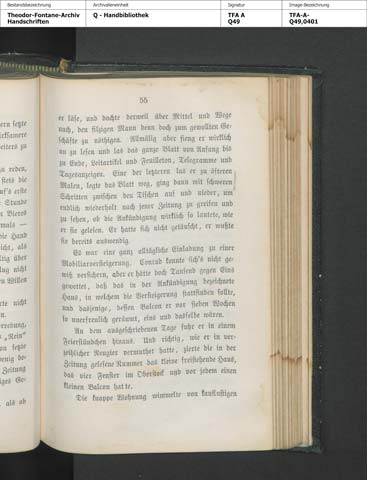 Bestandsbezeichnung
Theodor-Fontane-Archiv
Handschriften
Archivalieneinheit
Q - Handbibliothek
Signatur
TFA A
Q49
Image-Bezeichnung
TFA-A-
Q49,0401
55
er löse, und dachte derweil über Mittel und Wege
nach, den filzigen Mann denn doch zum gewollten Ge-
schäfte zu nöthigen. Allmälig aber fieng er wirklich
an zu lesen und las das ganze Blatt von Anfang bis
zu Ende, Leitartikel und Feuilleton, Telegramme und
Tagesanzeigen. Eine der letzteren las er zu öfteren
Malen, legte das Blatt weg, ging dann mit schweren
Schritten zwischen den Tischen auf und nieder, um
endlich wiederholt nach jener Zeitung zu greifen und
zu sehen, ob die Ankündigung wirklich so lautete, wie
er sie gelesen. Er hatte sich nicht getäuscht, er wußte
sie bereits auswendig.
Es war eine ganz alltägliche Einladung zu einer
Mobiliarversteigerung. Conrad konnte sich's nicht ge-
wiß versichern, aber er hätte doch Tausend gegen Eins
gewettet, daß das in der Ankündigung bezeichnete
Haus, in welchem die Versteigerung stattfinden sollte,
und dasjenige, dessen Balcon er vor sieben Wochen
so unerfreulich geräumt, eins und dasselbe wären.
An dem ausgeschriebenen Tage fuhr er in einem
Feierstündchen hinaus. Und richtig, wie er in ver-
zeihlicher Neugier vermuthet hatte, zierte die in der
Zeitung gelesene Nummer das kleine freistehende Haus,
das vier Fenster im Oberstock und vor jedem einen
kleinen Balcon hatte.
Die knappe Wohnung wimmelte von kauflustigen